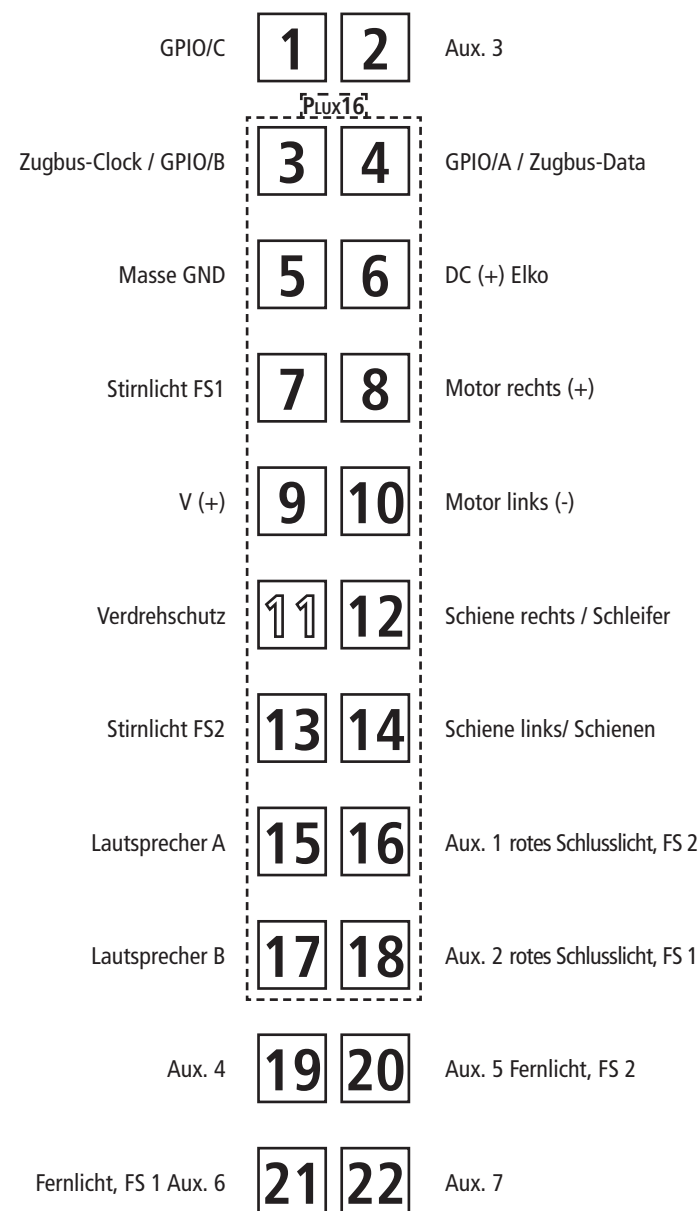 GPIO/C 1 2 Aux. 3
PLUX16
Zugbus-Clock / GPIO/B 3 4 GPIO/A / Zugbus-Data
Masse GND 5 6 DC (+) Elko
Stirnlicht FS1 7 8 Motor rechts (+)
V (+) 9 10 Motor links (-)
Verdrehschutz 11 12 Schiene rechts / Schleifer
Stirnlicht FS2 13 14 Schiene links/ Schienen
Lautsprecher A 15 16 Aux. 1 rotes Schlusslicht, FS 2
Lautsprecher B 17 18 Aux. 2 rotes Schlusslicht, FS 1
Aux. 4 19 20 Aux. 5 Fernlicht, FS 2
Fernlicht, FS 1 Aux. 6 21 22 Aux. 7